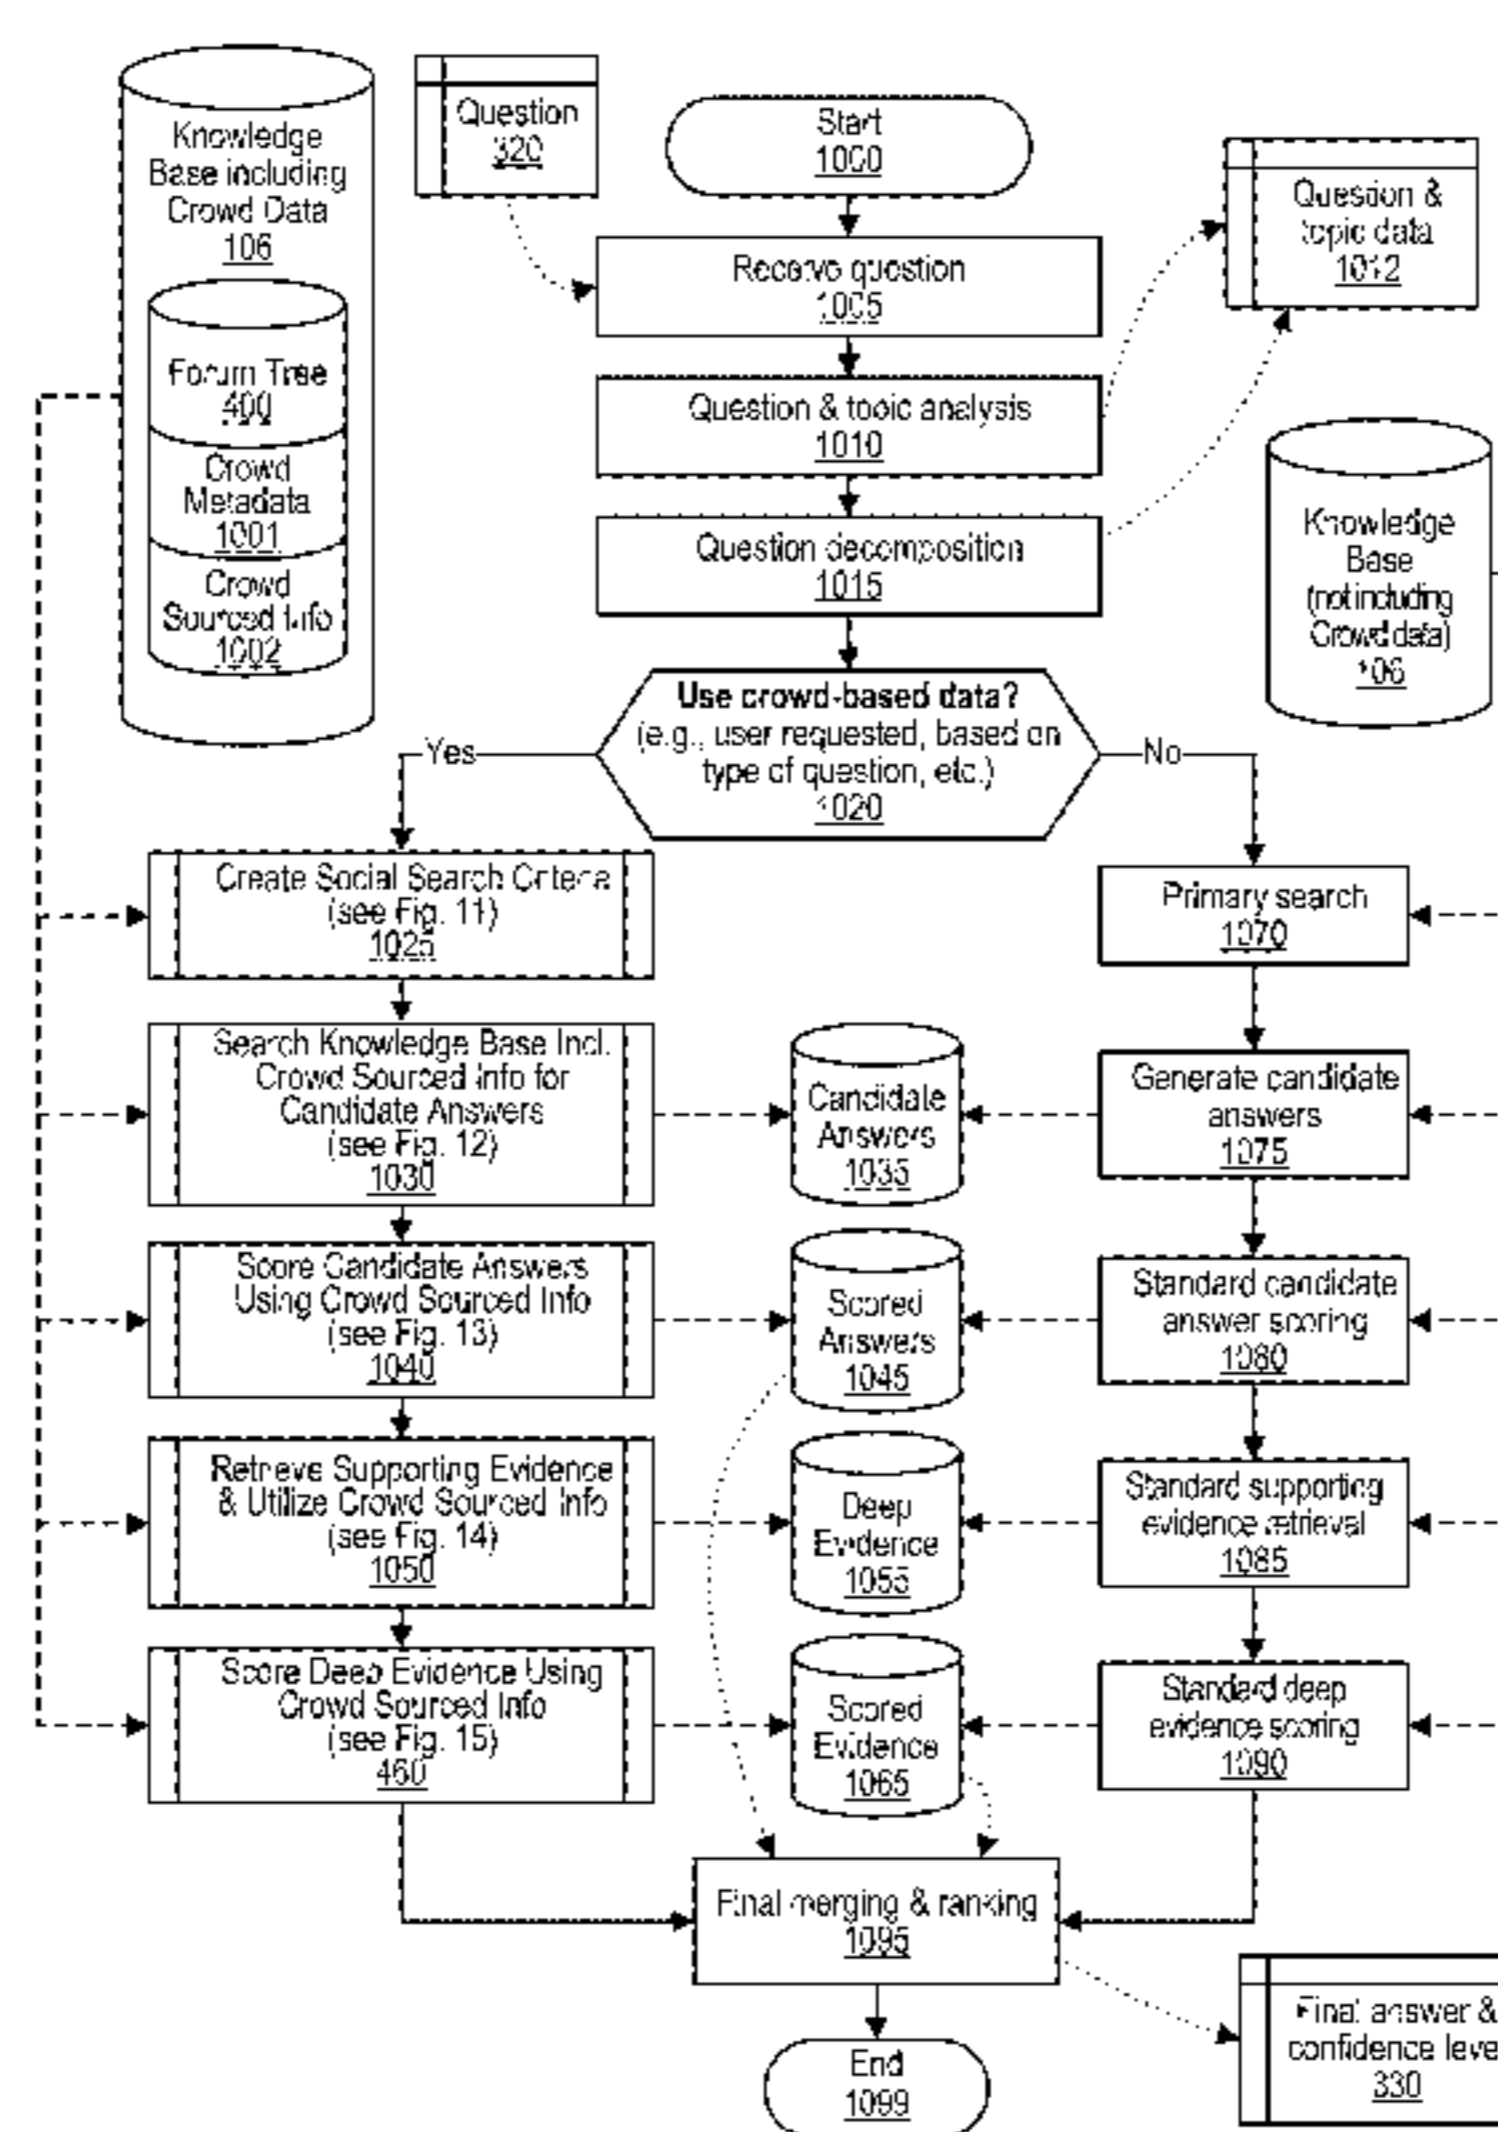 Knowledge
Base including
Crowd Data
106
Forum Tree
400
Crowd
Metadata
1001
Crowd
Sourced Info
1002
Question
320
Start
1000
Receive question
1005
Question & topic analysis
1010
Question decomposition
1015
Question &
topic data
1012
Knowledge
Base
(not including
Crowd data)
106
Use crowd-based data?
(e.g., user requested, based on
type of question, etc.)
1020
Yes
No
Create Social Search Criteria
(see Fig. 11)
1025
Search Knowledge Base Incl.
Crowd Sourced Info for
Candidate Answers
(see Fig. 12)
1030
Score Candidate Answers
Using Crowd Sourced Info
(see Fig. 13)
1040
Retrieve Supporting Evidence
& Utilize Crowd Sourced Info
(see Fig. 14)
1050
Score Deep Evidence Using
Crowd Sourced Info
(see Fig. 15)
460
Candidate
Answers
1035
Scored
Answers
1045
Deep
Evidence
1055
Scored
Evidence
1065
Primary search
1070
Generate candidate
answers
1075
Standard candidate
answer scoring
1080
Standard supporting
evidence retrieval
1085
Standard deep
evidence scoring
1090
Final merging & ranking
1095
End
1099
Final answer &
confidence leve
330